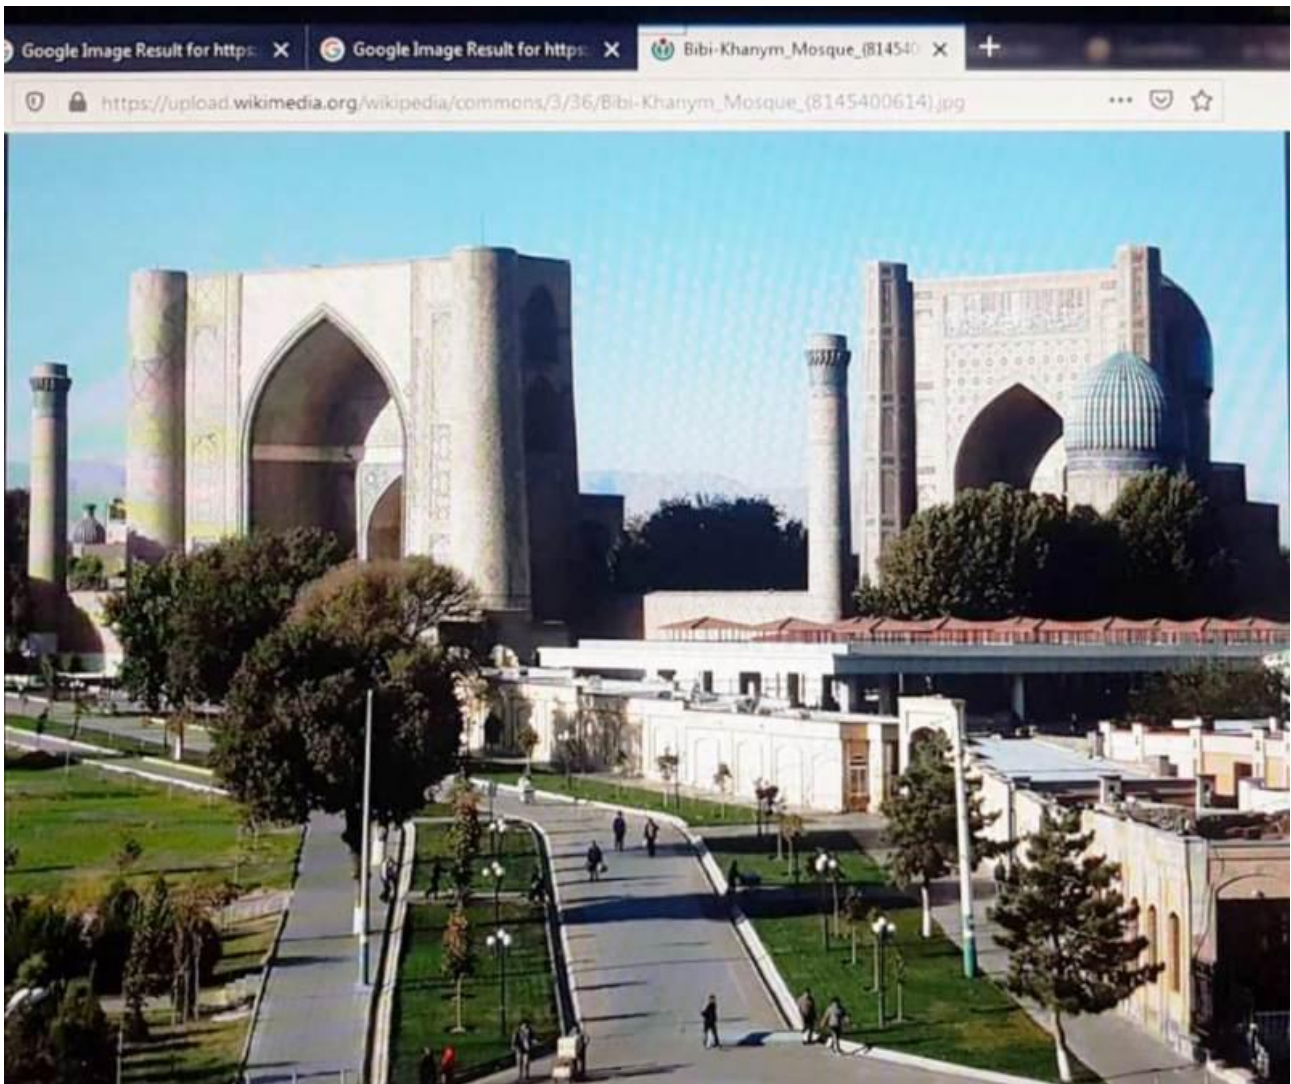 Google Image Result for https:
Google Image Result for https:
Bibi-Khanym_Mosque_(81454
https://upload.wikimedia.org/wikipedia/commons/3/36/Bibi-Khanym_Mosque_(8145400614).jpg